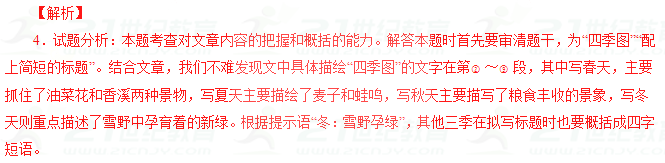 【解析】
4．试题分析：本题考查对文章内容的把握和概括的能力。解答本题时首先要审清题干，为“四季图”“配
上简短的标题”。结合文章，我们不难发现文中具体描绘“四季图”的文字在第 ～ 段，其中写春天，主要
抓住了油菜花和香溪两种景物，写夏天主要描绘了麦子和蛙鸣，写秋天主要描写了粮食丰收的景象，写冬
天则重点描述了雪野中孕育着的新绿。根据提示语“冬：雪野孕绿”，其他三季在拟写标题时也要概括成四字
短语。